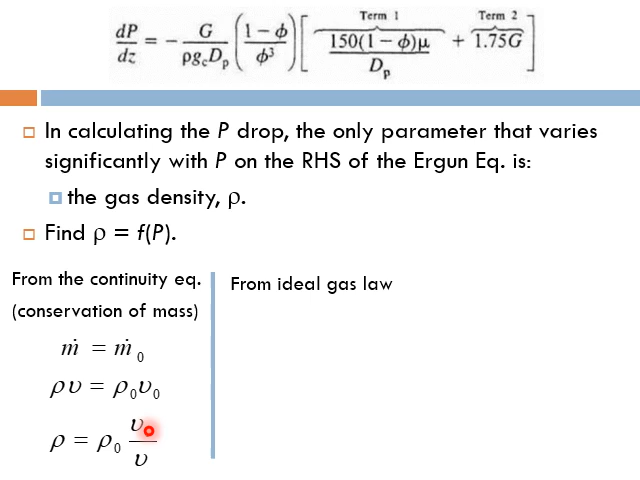 Term 1 Term 2
dP/dz = − G/(ρg_cD_p) ((1 − ϕ)/ϕ³) [ 150(1 − ϕ)μ/D_p + 1.75G ]
In calculating the P drop, the only parameter that varies
significantly with P on the RHS of the Ergun Eq. is:
the gas density, ρ.
Find ρ = f(P).
From the continuity eq.
(conservation of mass)
ṁ = ṁ₀
ρυ = ρ₀υ₀
ρ = ρ₀ υ₀/υ
From ideal gas law